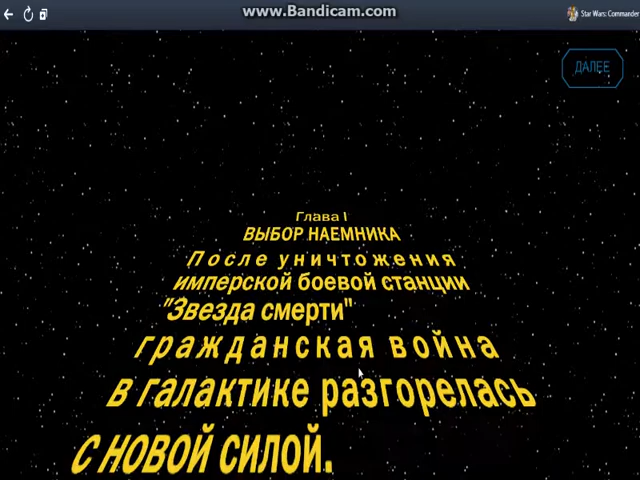 www.Bandicam.com
Star Wars: Commander
ДАЛЕЕ
Глава I
ВЫБОР НАЕМНИКА
После уничтожения
имперской боевой станции
"Звезда смерти"
гражданская война
в галактике разгорелась
с новой силой.